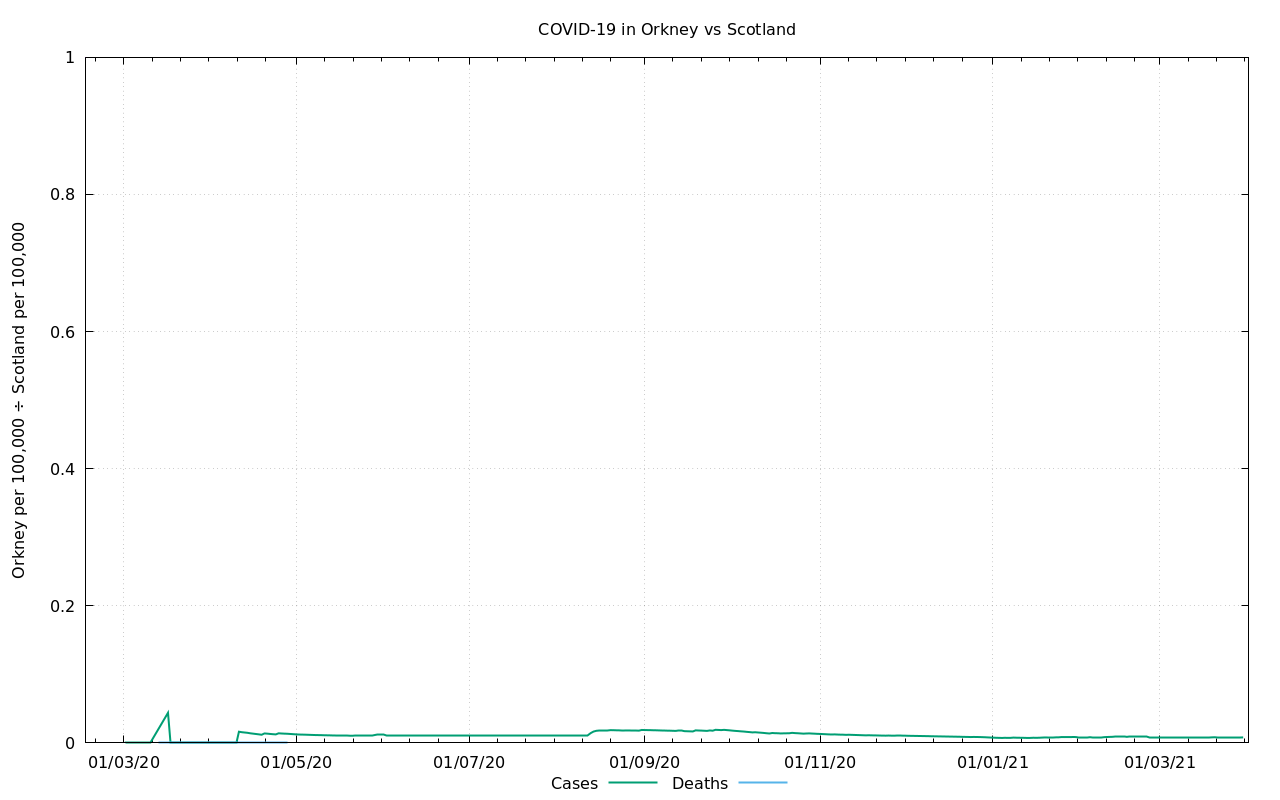 COVID-19 in Orkney vs Scotland
Orkney per 100,000 ÷ Scotland per 100,000
1
0.8
0.6
0.4
0.2
0
01/03/20 01/05/20 01/07/20 01/09/20 01/11/20 01/01/21 01/03/21
Cases Deaths